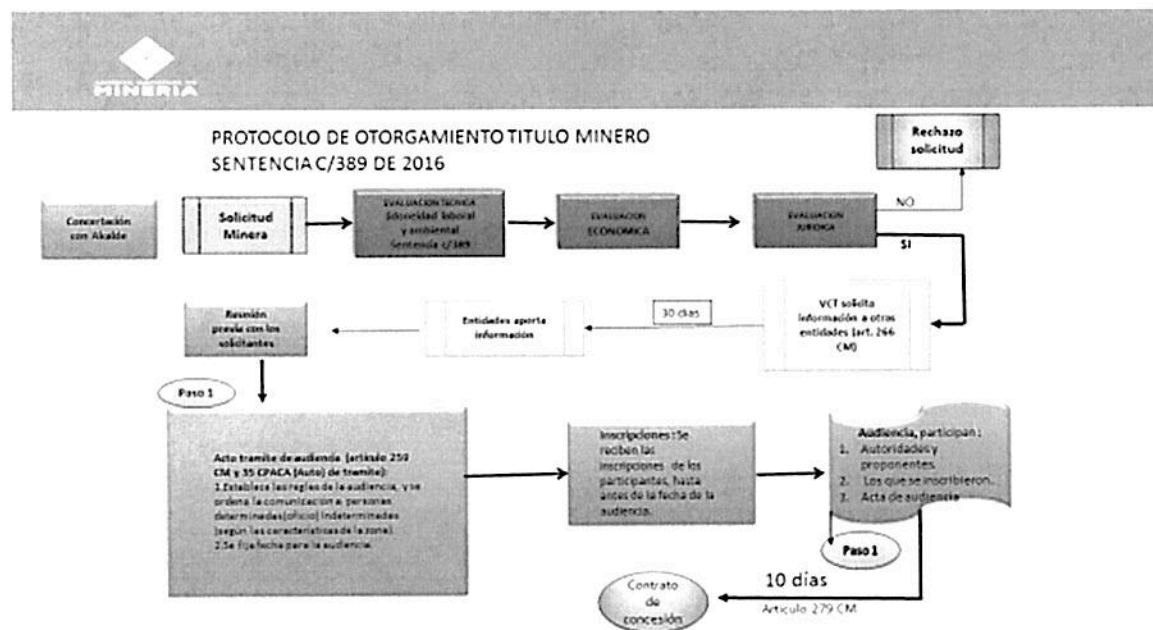 MINERIA
PROTOCOLO DE OTORGAMIENTO TITULO MINERO
SENTENCIA C/389 DE 2016
Rechazo
solicitud
Concertación
con Alcalde
Solicitud
Minera
EVALUACION TECNICA
Idoneidad laboral
y ambiental
Sentencia c/389
EVALUACION
ECONOMICA
EVALUACION
JURIDICA
NO
SI
Reunión
previa con los
solicitantes
Entidades aporta
información
30 días
VCT solicita
información a otras
entidades (art. 266
CM)
Paso 1
Acto tramite de audiencia (artículo 259
CM y 35 CPACA (Auto) de tramite):
1.Establece las reglas de la audiencia, y se
ordena la comunicación a personas
determinadas(oficio) indeterminadas
(según las características de la zona).
2.Se fija fecha para la audiencia.
Inscripciones: Se
reciben las
inscripciones de los
participantes, hasta
antes de la fecha de la
audiencia.
Audiencia, participan:
1. Autoridades y
proponentes.
2. Los que se inscribieron.
3. Acta de audiencia
Paso 1
10 días
Artículo 279 CM
Contrato
de
concesión